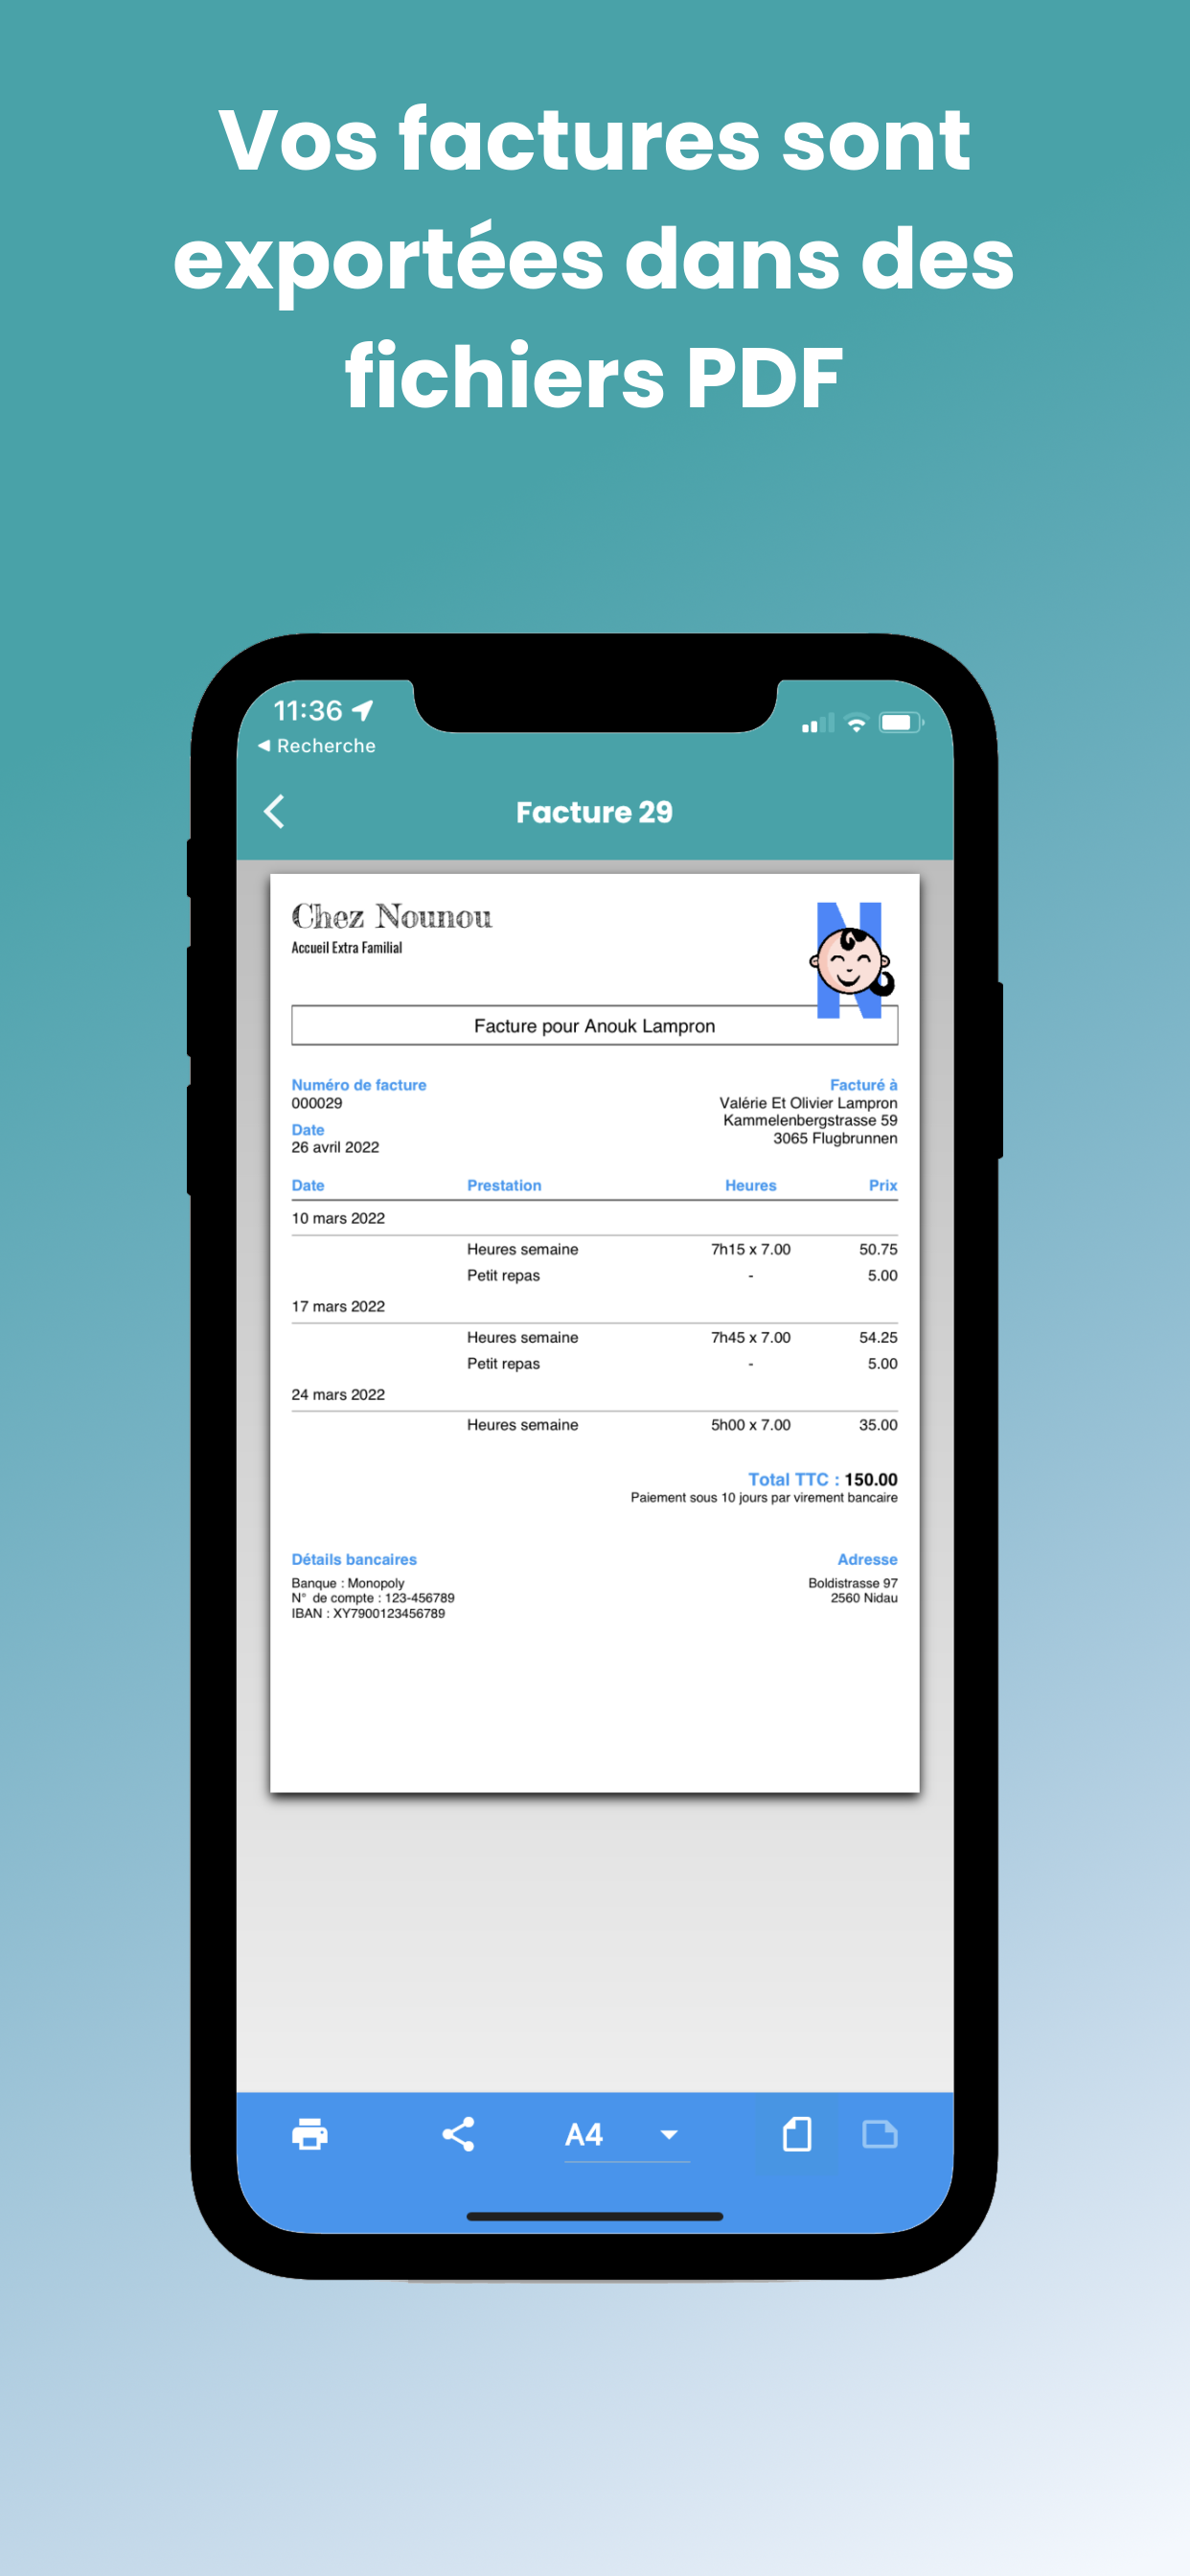 Vos factures sont
exportées dans des
fichiers PDF
11:36
◀ Recherche
Facture 29
Chez Nounou
Accueil Extra Familial
N
Facture pour Anouk Lampron
Numéro de facture
000029
Date
26 avril 2022
Facturé à
Valérie Et Olivier Lampron
Kammelenbergstrasse 59
3065 Flugbrunnen
Date Prestation Heures Prix
10 mars 2022
Heures semaine 7h15 x 7.00 50.75
Petit repas - 5.00
17 mars 2022
Heures semaine 7h45 x 7.00 54.25
Petit repas - 5.00
24 mars 2022
Heures semaine 5h00 x 7.00 35.00
Total TTC : 150.00
Paiement sous 10 jours par virement bancaire
Détails bancaires
Banque : Monopoly
N° de compte : 123-456789
IBAN : XY7900123456789
Adresse
Boldistrasse 97
2560 Nidau
A4